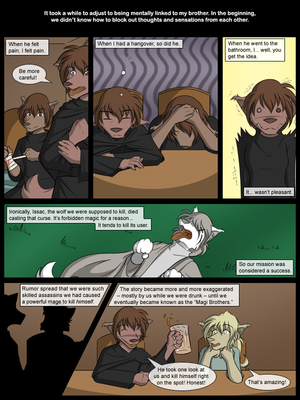 It took a while to adjust to being mentally linked to my brother. In the beginning,
we didn't know how to block out thoughts and sensations from each other.
When he felt
pain, I felt pain.
Be more
careful!
When I had a hangover, so did he.
When he went to the
bathroom, I... well, you
get the idea.
It... wasn't pleasant.
Ironically, Issac, the wolf we were supposed to kill, died
casting that curse. It's forbidden magic for a reason...
It tends to kill its user.
So our mission was
considered a success.
Rumor spread that we were such
skilled assassins we had caused
a powerful mage to kill himself.
The story became more and more exaggerated
– mostly by us while we were drunk – until we
eventually became known as the "Magi Brothers".
He took one look at
us and kill himself right
on the spot! Honest!
That's amazing!